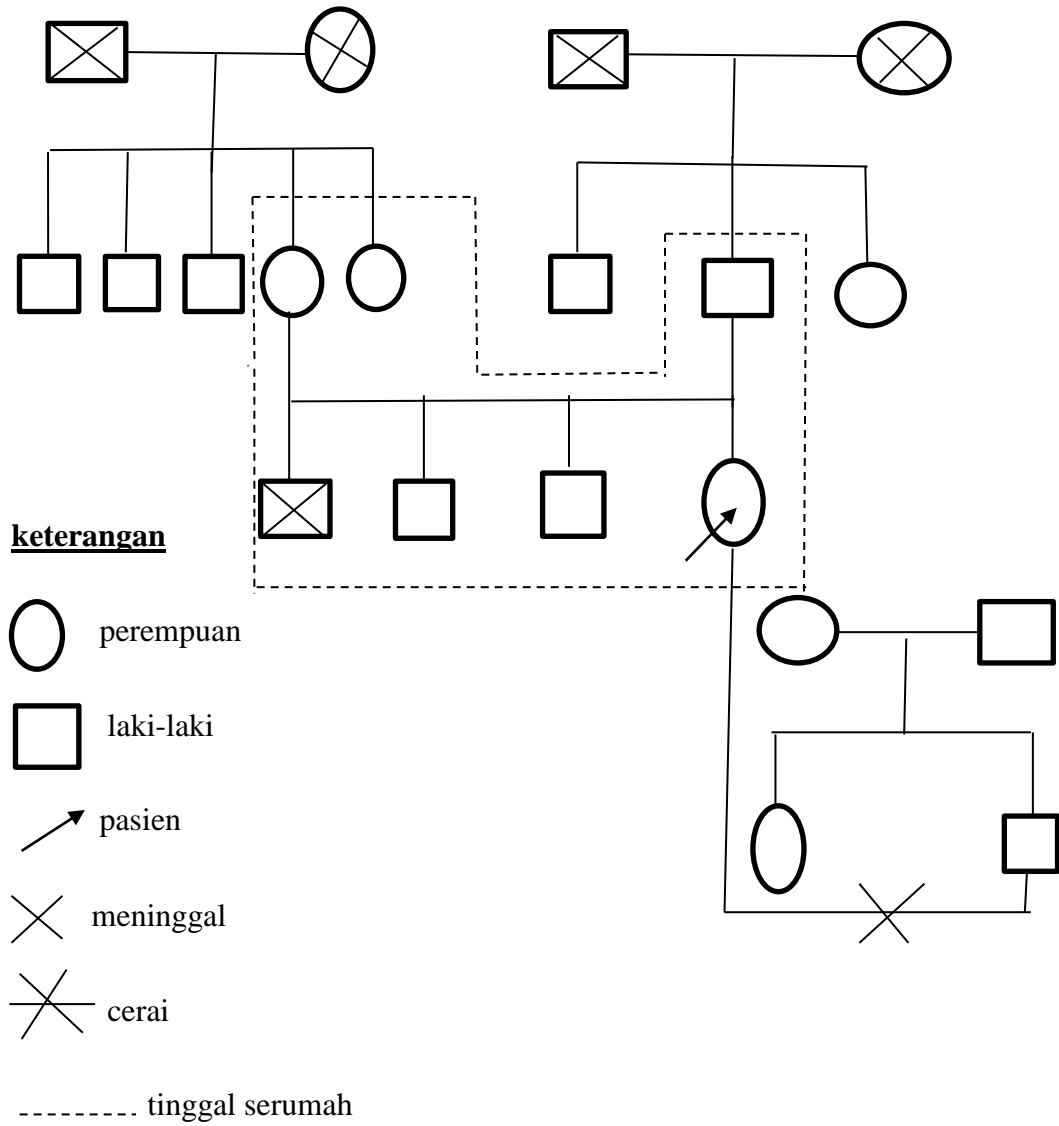 keterangan
perempuan
laki-laki
pasien
meninggal
cerai
tinggal serumah